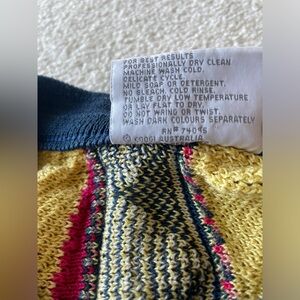 FOR BEST RESULTS
PROFESSIONALLY DRY CLEAN
MACHINE WASH COLD.
DELICATE CYCLE.
MILD SOAP OR DETERGENT.
NO BLEACH. COLD RINSE.
TUMBLE DRY LOW TEMPERATURE
OR LAY FLAT TO DRY.
DO NOT WRING OR TWIST.
WASH DARK COLOURS SEPARATELY
RN# 74095
© COOGI AUSTRALIA